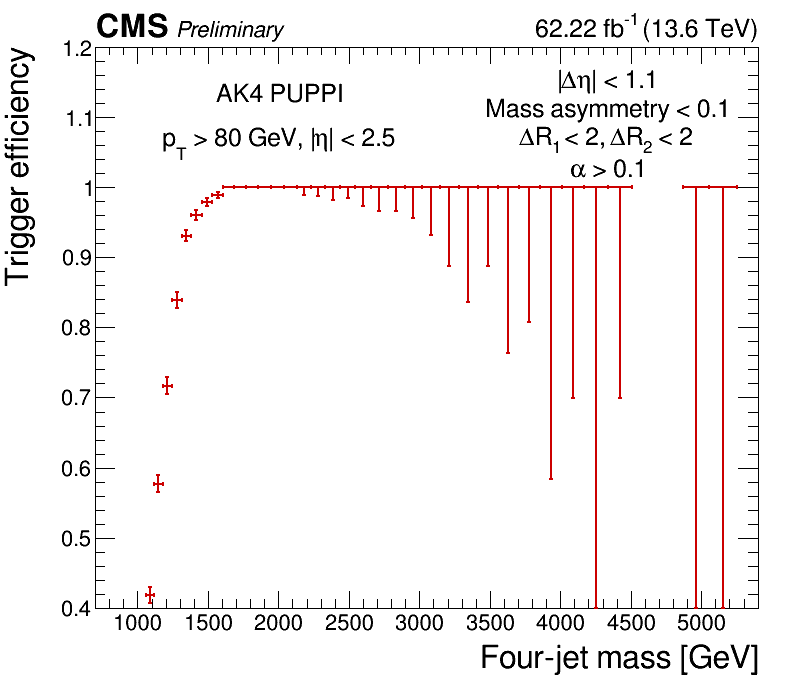 CMS Preliminary 62.22 fb⁻¹ (13.6 TeV)
AK4 PUPPI
p_T > 80 GeV, |η| < 2.5
|Δη| < 1.1
Mass asymmetry < 0.1
ΔR₁ < 2, ΔR₂ < 2
α > 0.1
Trigger efficiency
1.2
1.1
1
0.9
0.8
0.7
0.6
0.5
0.4
1000 1500 2000 2500 3000 3500 4000 4500 5000
Four-jet mass [GeV]